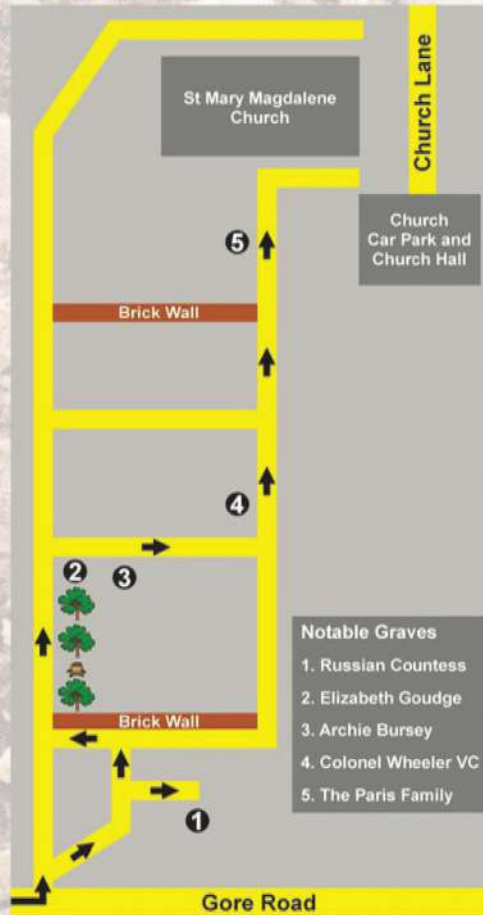 St Mary Magdalene
Church
Church Lane
Church
Car Park and
Church Hall
5
Brick Wall
4
2
3
Brick Wall
1
Notable Graves
1. Russian Countess
2. Elizabeth Goudge
3. Archie Bursey
4. Colonel Wheeler VC
5. The Paris Family
Gore Road